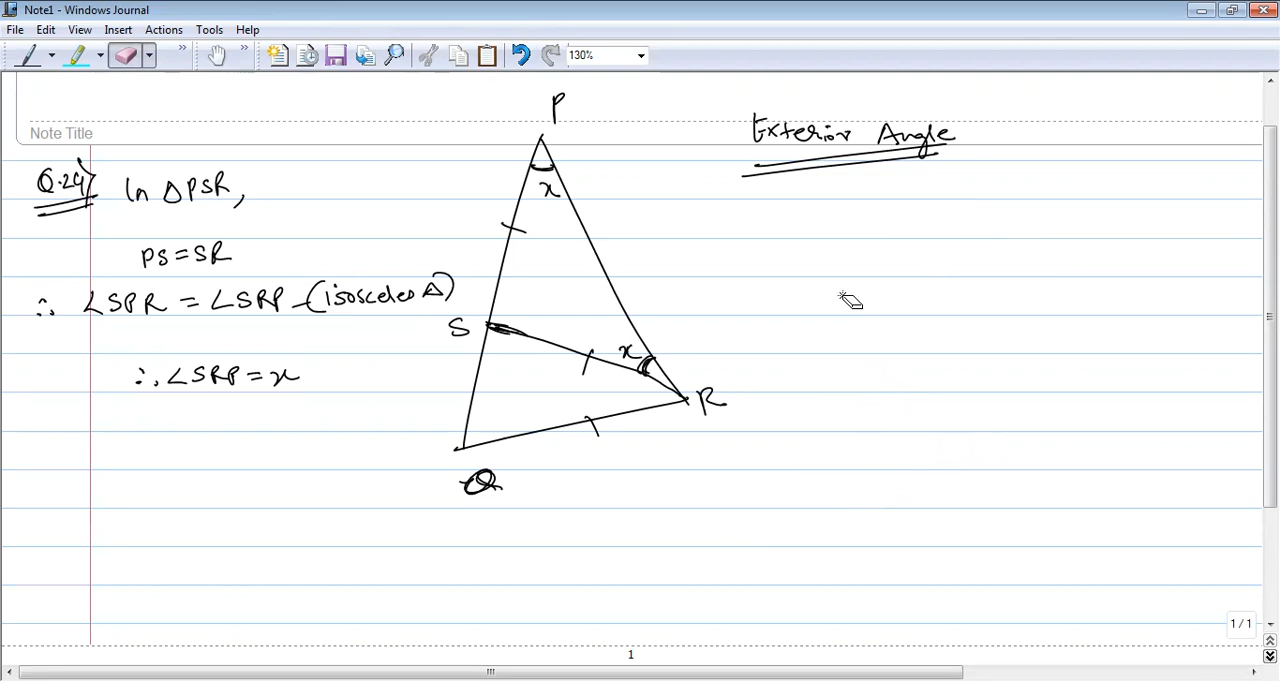 Note1 - Windows Journal
File Edit View Insert Actions Tools Help
130%
Note Title
Q.24) In ΔPSR,
PS = SR
∴ ∠SPR = ∠SRP - (isosceles Δ)
∴ ∠SRP = x
P
x
S
x
R
Q
Exterior Angle
1 / 1
1